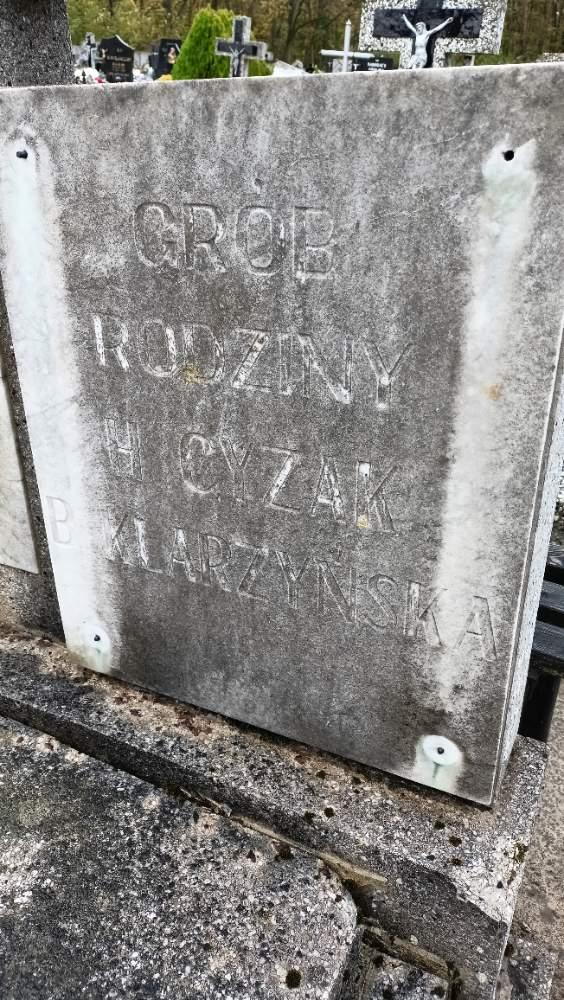 GRÓB
RODZINY
H CYZAK
B KLARZYŃSKA